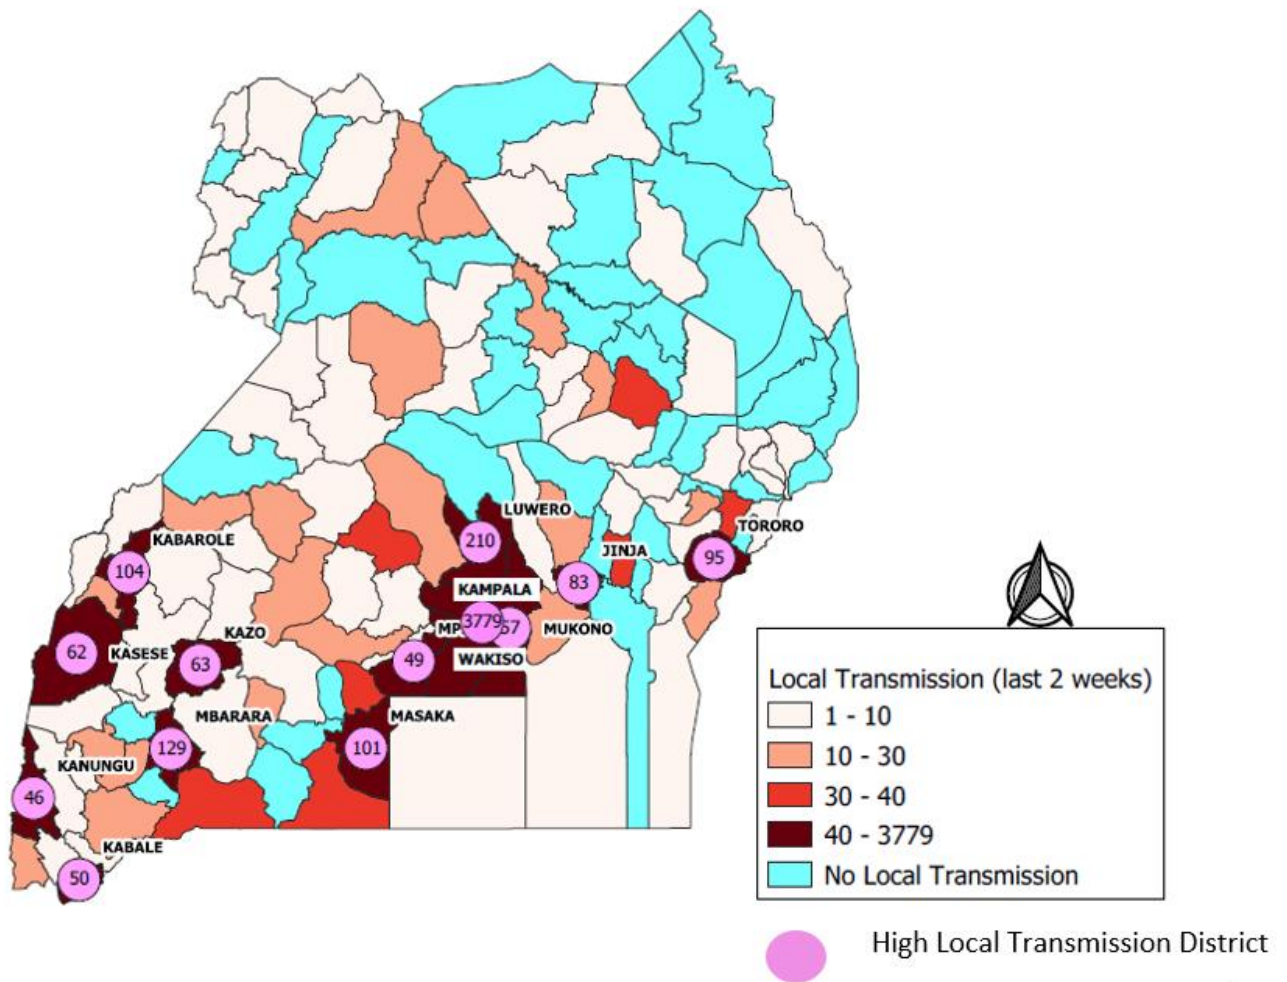 LUWERO
TORORO
KABAROLE
210
JINJA
95
104
83
KAMPALA
3779
57
MUKONO
KAZO
KASESE
62
63
49
WAKISO
MBARARA
MASAKA
129
101
KANUNGU
46
KABALE
50
Local Transmission (last 2 weeks)
1 - 10
10 - 30
30 - 40
40 - 3779
No Local Transmission
High Local Transmission District